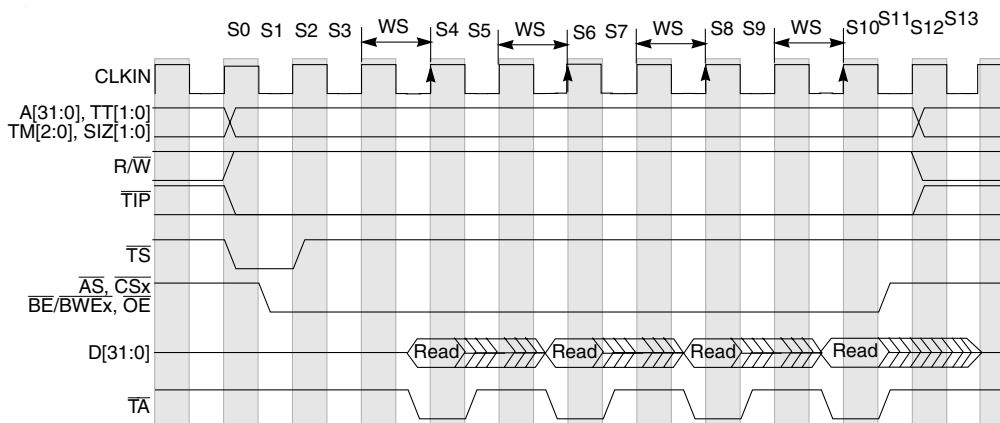 S0 S1 S2 S3 WS S4 S5 WS S6 S7 WS S8 S9 WS S10 S11 S12 S13
CLKIN
A[31:0], TT[1:0]
TM[2:0], SIZ[1:0]
R/W
TIP
TS
AS, CSx
BE/BWEx, OE
D[31:0] Read Read Read Read
TA